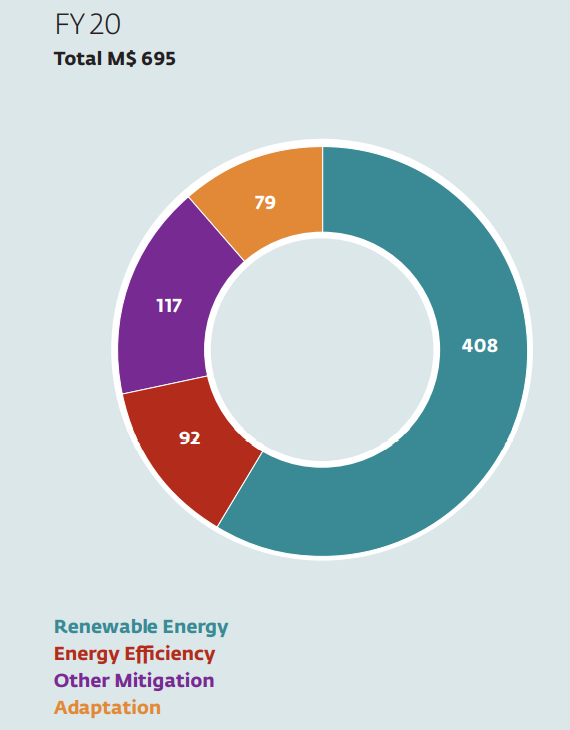 FY 20
Total M$ 695
79
117
408
92
Renewable Energy
Energy Efficiency
Other Mitigation
Adaptation